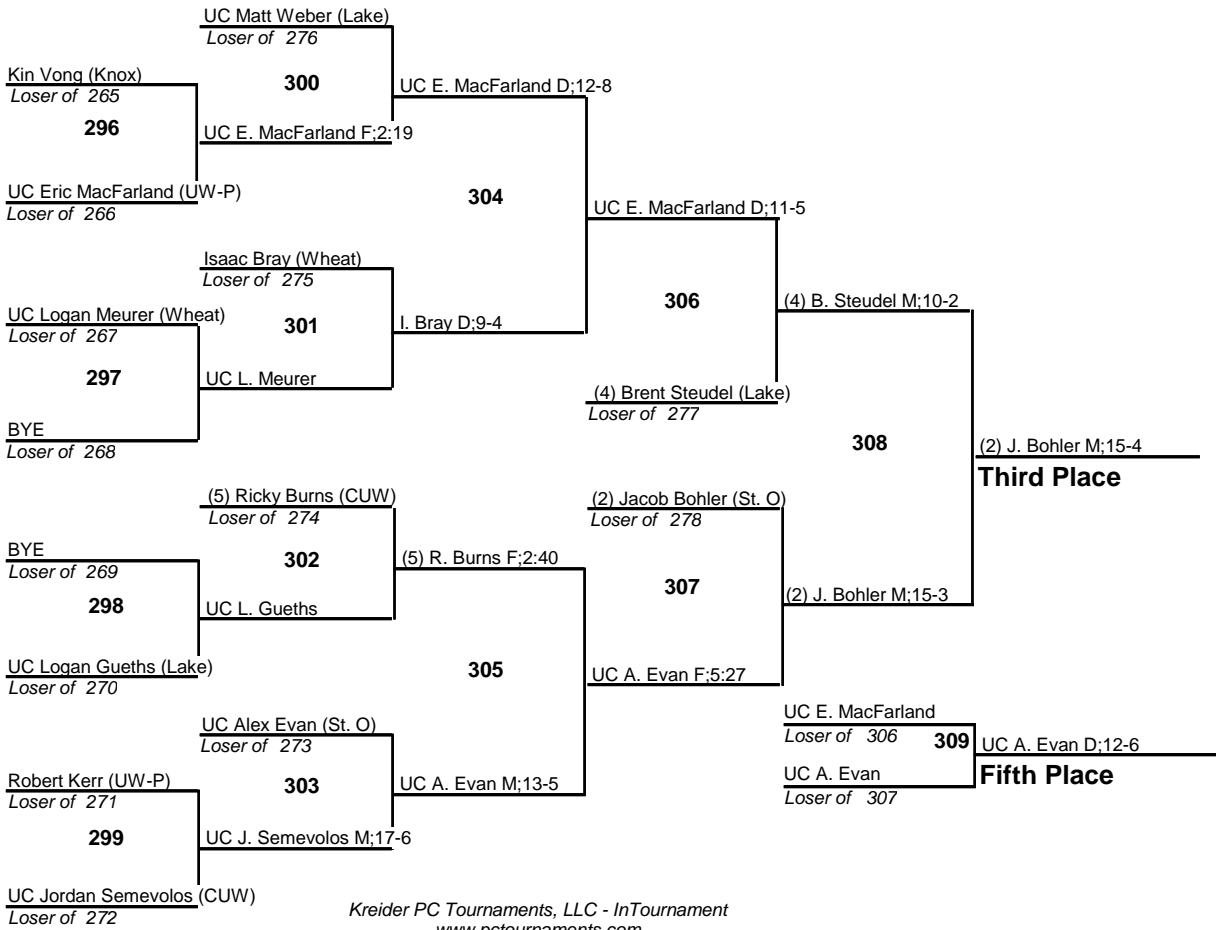 UC Matt Weber (Lake)
Loser of 276
Kin Vong (Knox)
Loser of 265
300
UC E. MacFarland D;12-8
296
UC E. MacFarland F;2:19
UC Eric MacFarland (UW-P)
Loser of 266
304
UC E. MacFarland D;11-5
Isaac Bray (Wheat)
Loser of 275
306
(4) B. Steudel M;10-2
UC Logan Meurer (Wheat)
Loser of 267
301
I. Bray D;9-4
297
UC L. Meurer
(4) Brent Steudel (Lake)
Loser of 277
BYE
Loser of 268
308
(2) J. Bohler M;15-4
Third Place
(5) Ricky Burns (CUW)
Loser of 274
(2) Jacob Bohler (St. O)
Loser of 278
BYE
Loser of 269
302
(5) R. Burns F;2:40
307
298
UC L. Gueths
(2) J. Bohler M;15-3
UC Logan Gueths (Lake)
Loser of 270
305
UC A. Evan F;5:27
UC Alex Evan (St. O)
Loser of 273
UC E. MacFarland
Loser of 306
309
UC A. Evan D;12-6
Fifth Place
UC A. Evan
Loser of 307
Robert Kerr (UW-P)
Loser of 271
303
UC A. Evan M;13-5
299
UC J. Semevolos M;17-6
UC Jordan Semevolos (CUW)
Loser of 272
Kreider PC Tournaments, LLC - InTournament
www.pctournaments.com